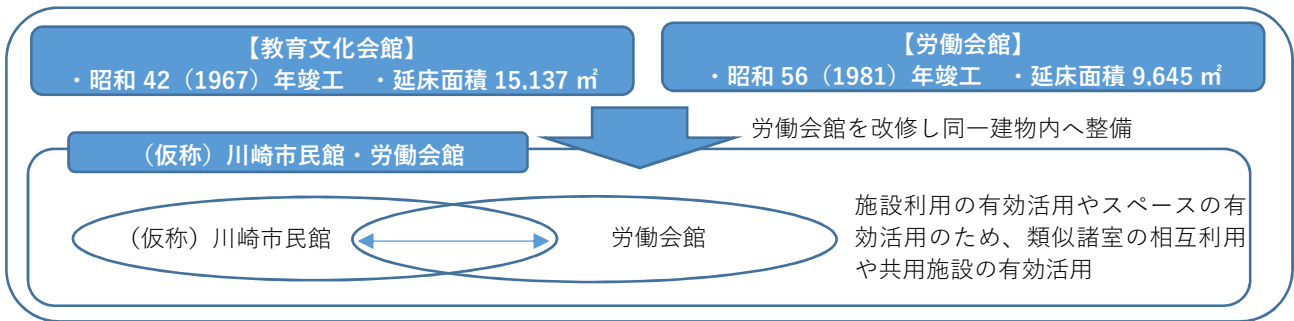 【教育文化会館】
・昭和 42（1967）年竣工　・延床面積 15,137 ㎡
【労働会館】
・昭和 56（1981）年竣工　・延床面積 9,645 ㎡
労働会館を改修し同一建物内へ整備
（仮称）川崎市民館・労働会館
（仮称）川崎市民館
労働会館
施設利用の有効活用やスペースの有
効活用のため、類似諸室の相互利用
や共用施設の有効活用